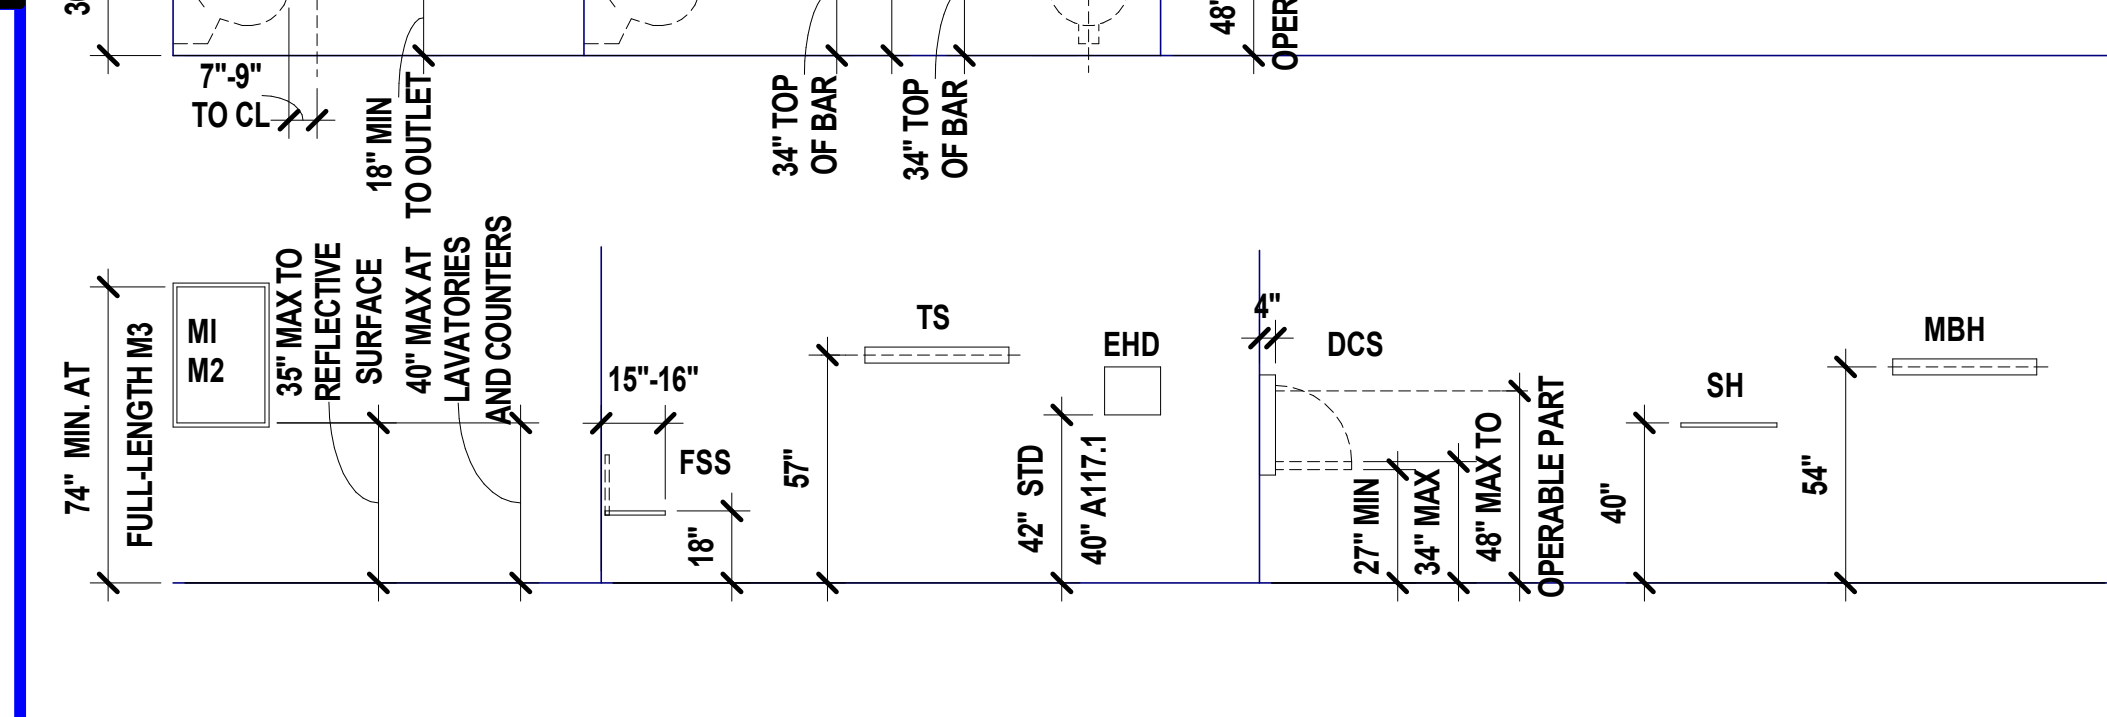 7"-9"
TO CL
18" MIN
TO OUTLET
34" TOP
OF BAR
34" TOP
OF BAR
48"
74" MIN. AT
FULL-LENGTH M3
MI
M2
35" MAX TO
REFLECTIVE
SURFACE
40" MAX AT
LAVATORIES
AND COUNTERS
15"-16"
FSS
18"
57"
TS
42" STD
40" A117.1
EHD
4"
DCS
27" MIN
34" MAX
48" MAX TO
OPERABLE PART
40"
SH
54"
MBH